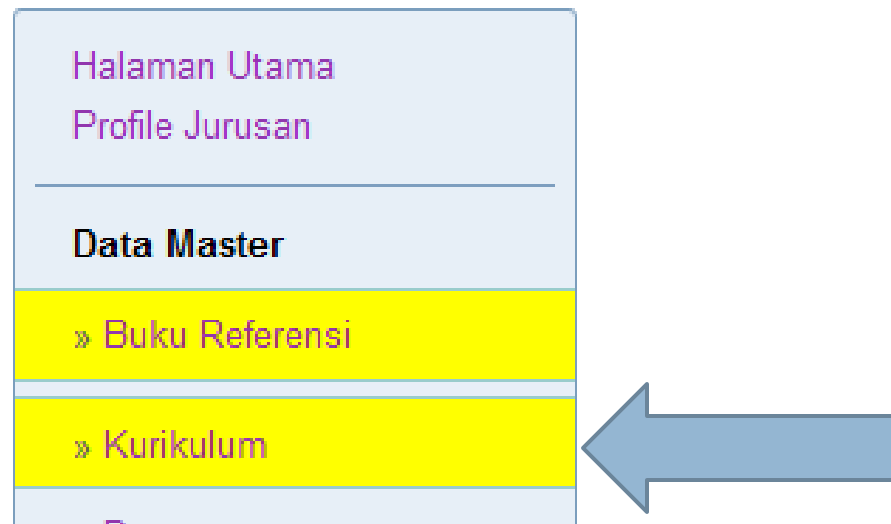 Halaman Utama
Profile Jurusan
Data Master
» Buku Referensi
» Kurikulum